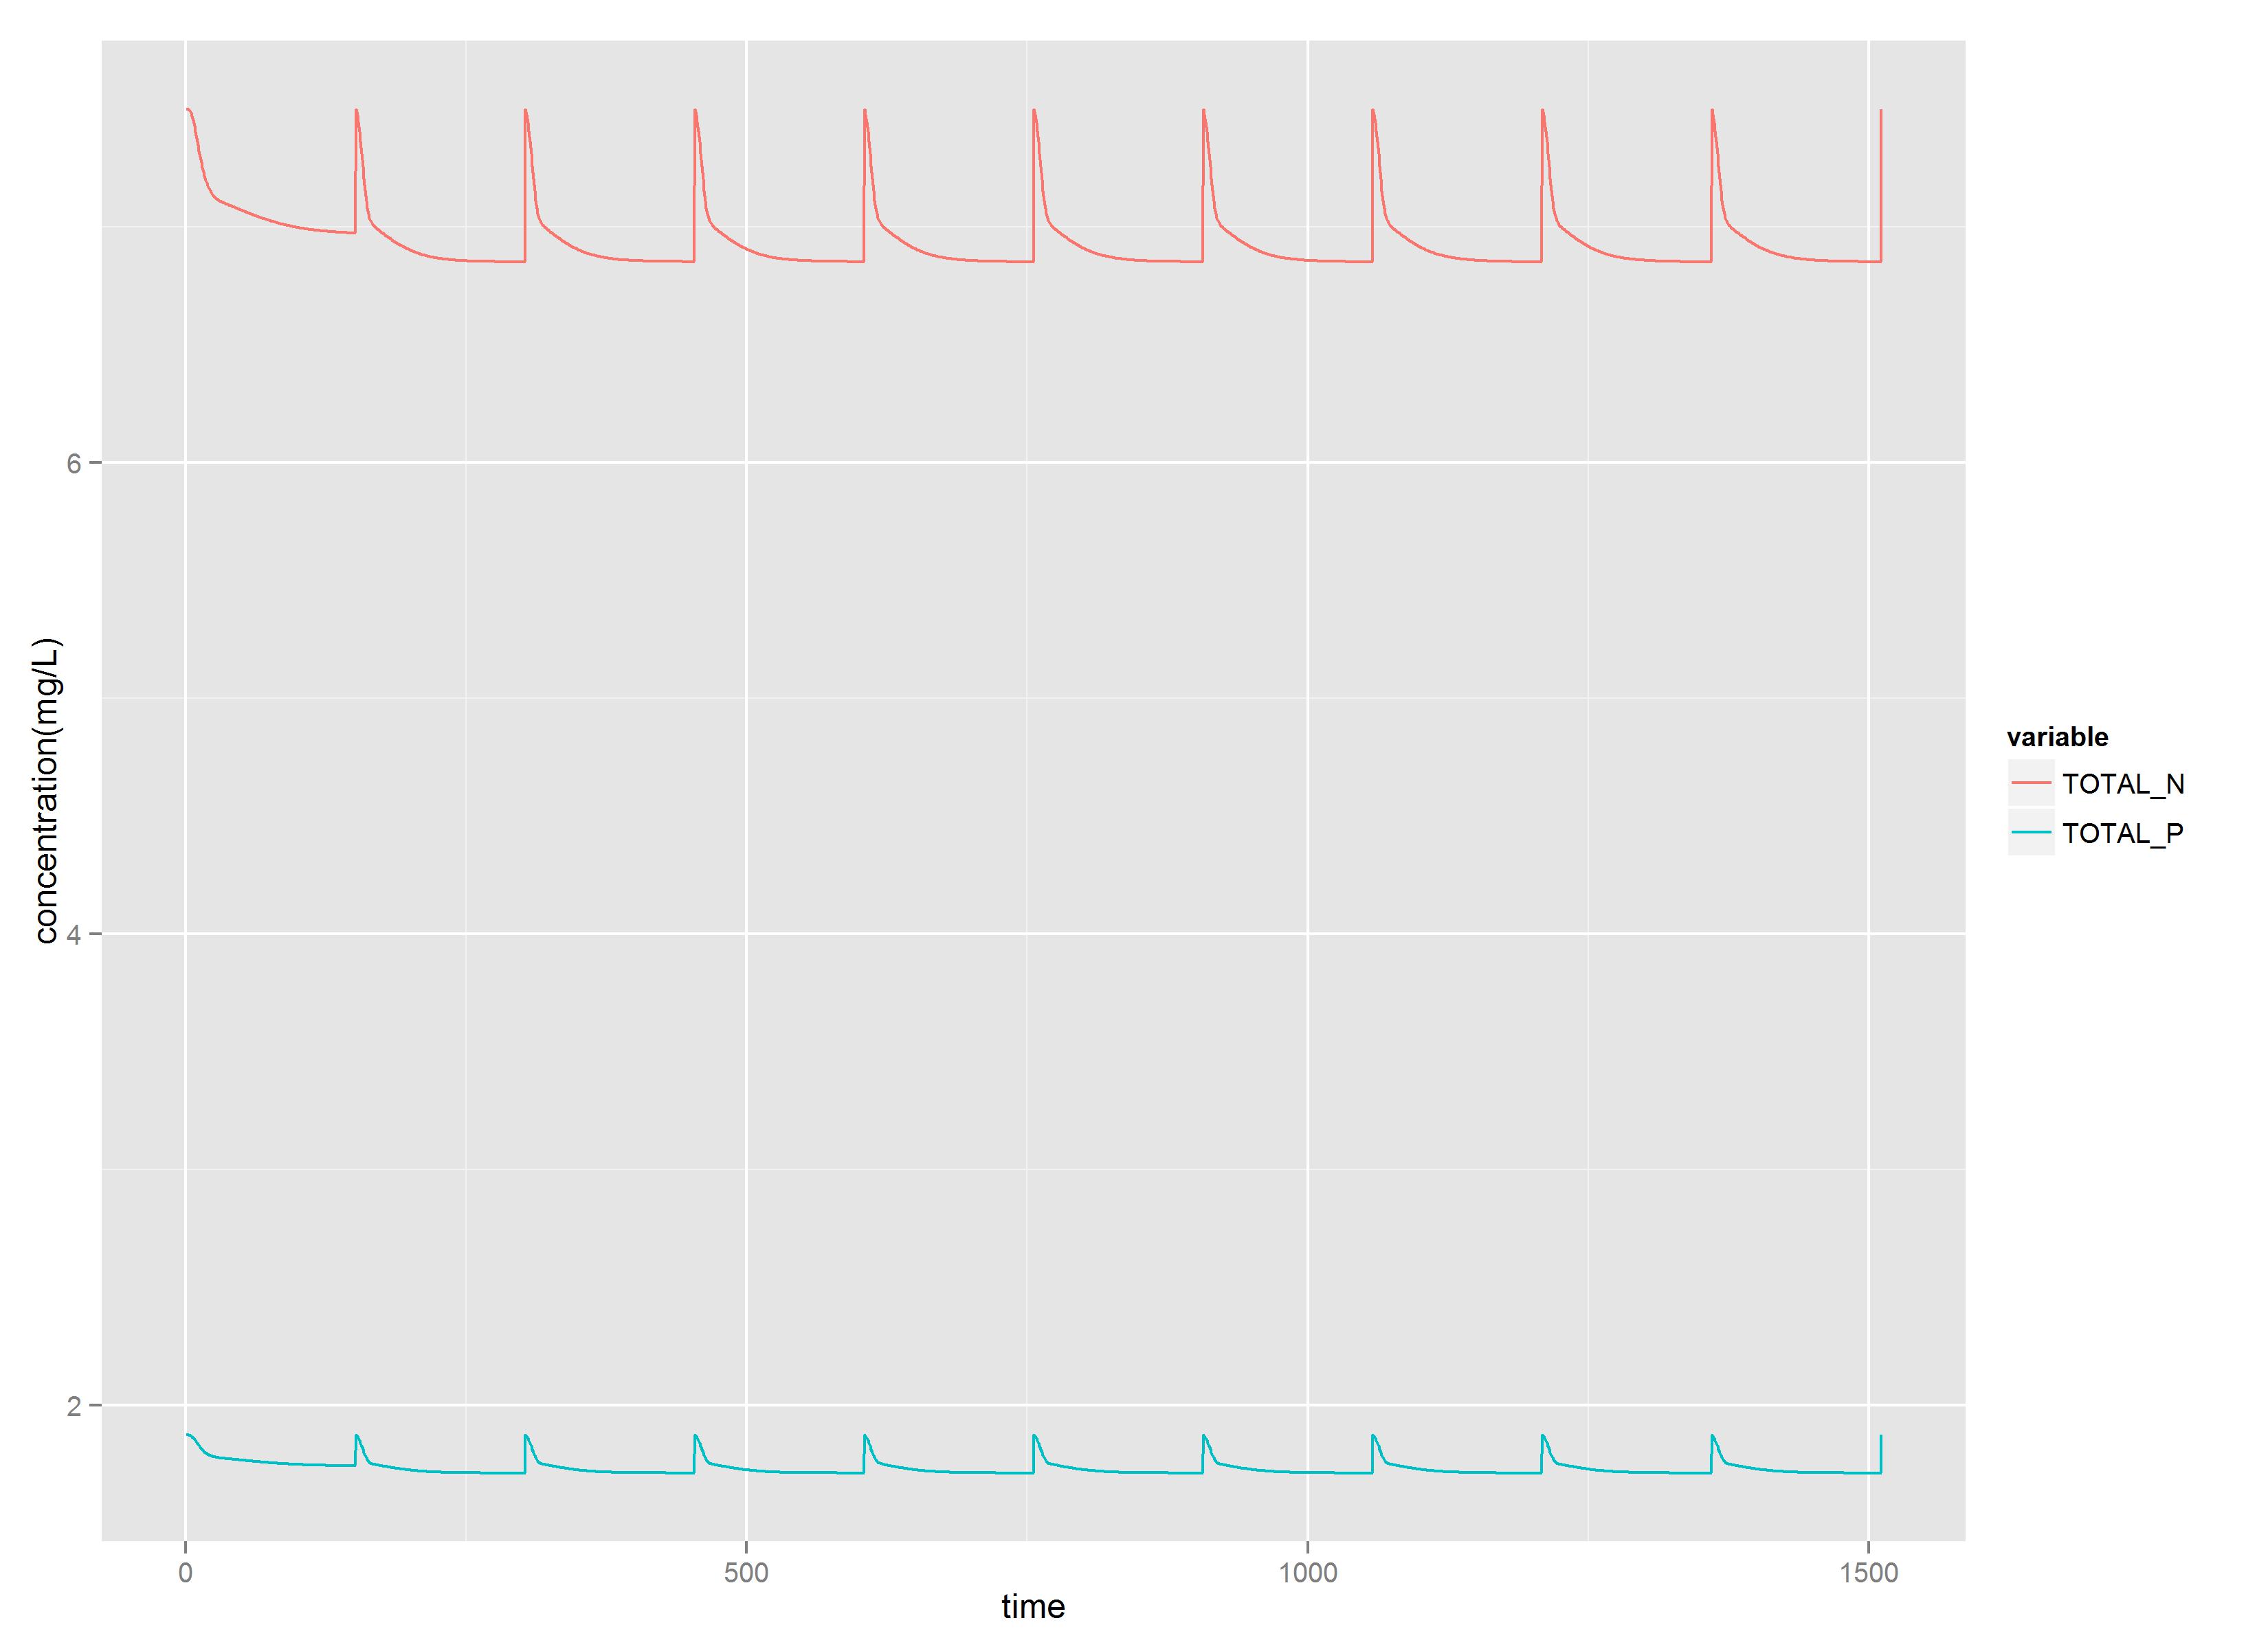 concentration(mg/L)
6
4
2
0 500 1000 1500
time
variable
TOTAL_N
TOTAL_P